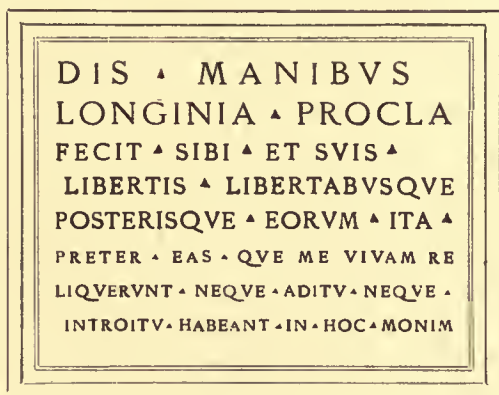 DIS ▴ MANIBVS
LONGINIA ▴ PROCLA
FECIT ▴ SIBI ▴ ET SVIS ▴
LIBERTIS ▴ LIBERTABVSQVE
POSTERISQVE ▴ EORVM ▴ ITA ▴
PRETER ▴ EAS ▴ QVE ME VIVAM RE
LIQVERVNT ▴ NEQVE ▴ ADITV ▴ NEQVE ▴
INTROITV ▴ HABEANT ▴ IN ▴ HOC ▴ MONIM